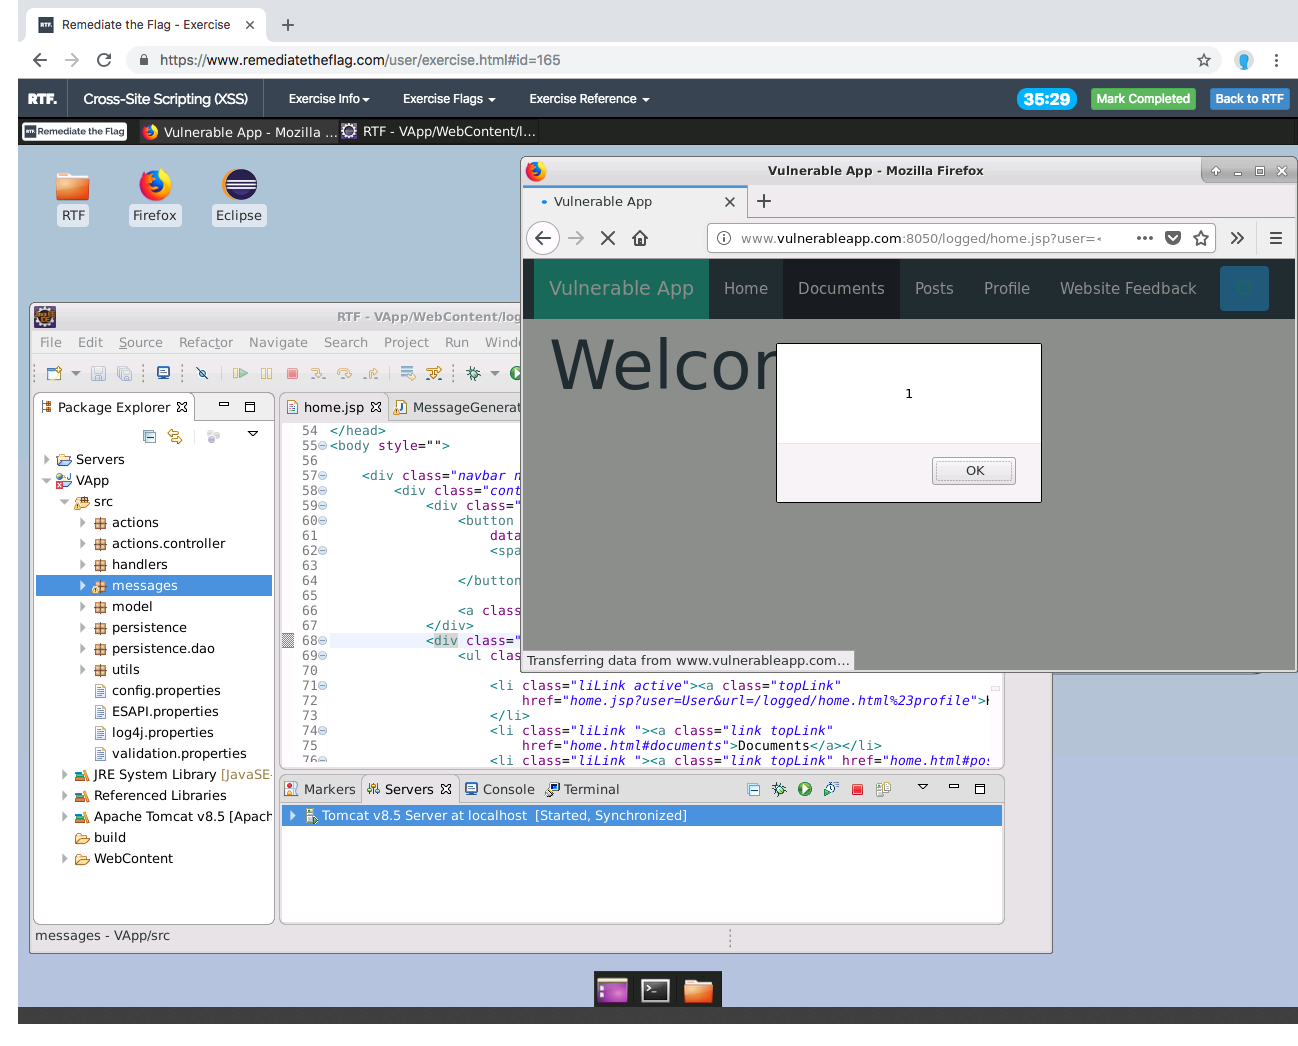 RTF. Remediate the Flag - Exercise
https://www.remediatetheflag.com/user/exercise.html#id=165
RTF. Cross-Site Scripting (XSS) Exercise Info Exercise Flags Exercise Reference 35:29 Mark Completed Back to RTF
Remediate the Flag Vulnerable App - Mozilla ... RTF - VApp/WebContent/l...
RTF Firefox Eclipse
Vulnerable App - Mozilla Firefox
Vulnerable App
www.vulnerableapp.com:8050/logged/home.jsp?user=<
Vulnerable App Home Documents Posts Profile Website Feedback
Welcor
1
OK
Transferring data from www.vulnerableapp.com...
RTF - VApp/WebContent/log
File Edit Source Refactor Navigate Search Project Run Wind
Package Explorer
Servers
VApp
src
actions
actions.controller
handlers
messages
model
persistence
persistence.dao
utils
config.properties
ESAPI.properties
log4j.properties
validation.properties
JRE System Library [JavaSE-
Referenced Libraries
Apache Tomcat v8.5 [Apach
build
WebContent
home.jsp MessageGenerat
54 </head>
55 <body style="">
56
57 <div class="navbar n
58 <div class="cont
59 <div class="
60 <button
61 data
62 <spa
63
64 </button
65
66 <a class
67 </div>
68 <div class="
69 <ul clas
70
71 <li class="liLink active"><a class="topLink"
72 href="home.jsp?user=User&url=/logged/home.html%23profile">
73 </li>
74 <li class="liLink "><a class="link topLink"
75 href="home.html#documents">Documents</a></li>
76 <li class="liLink "><a class="link topLink" href="home.html#pos
Markers Servers Console Terminal
Tomcat v8.5 Server at localhost [Started, Synchronized]
messages - VApp/src